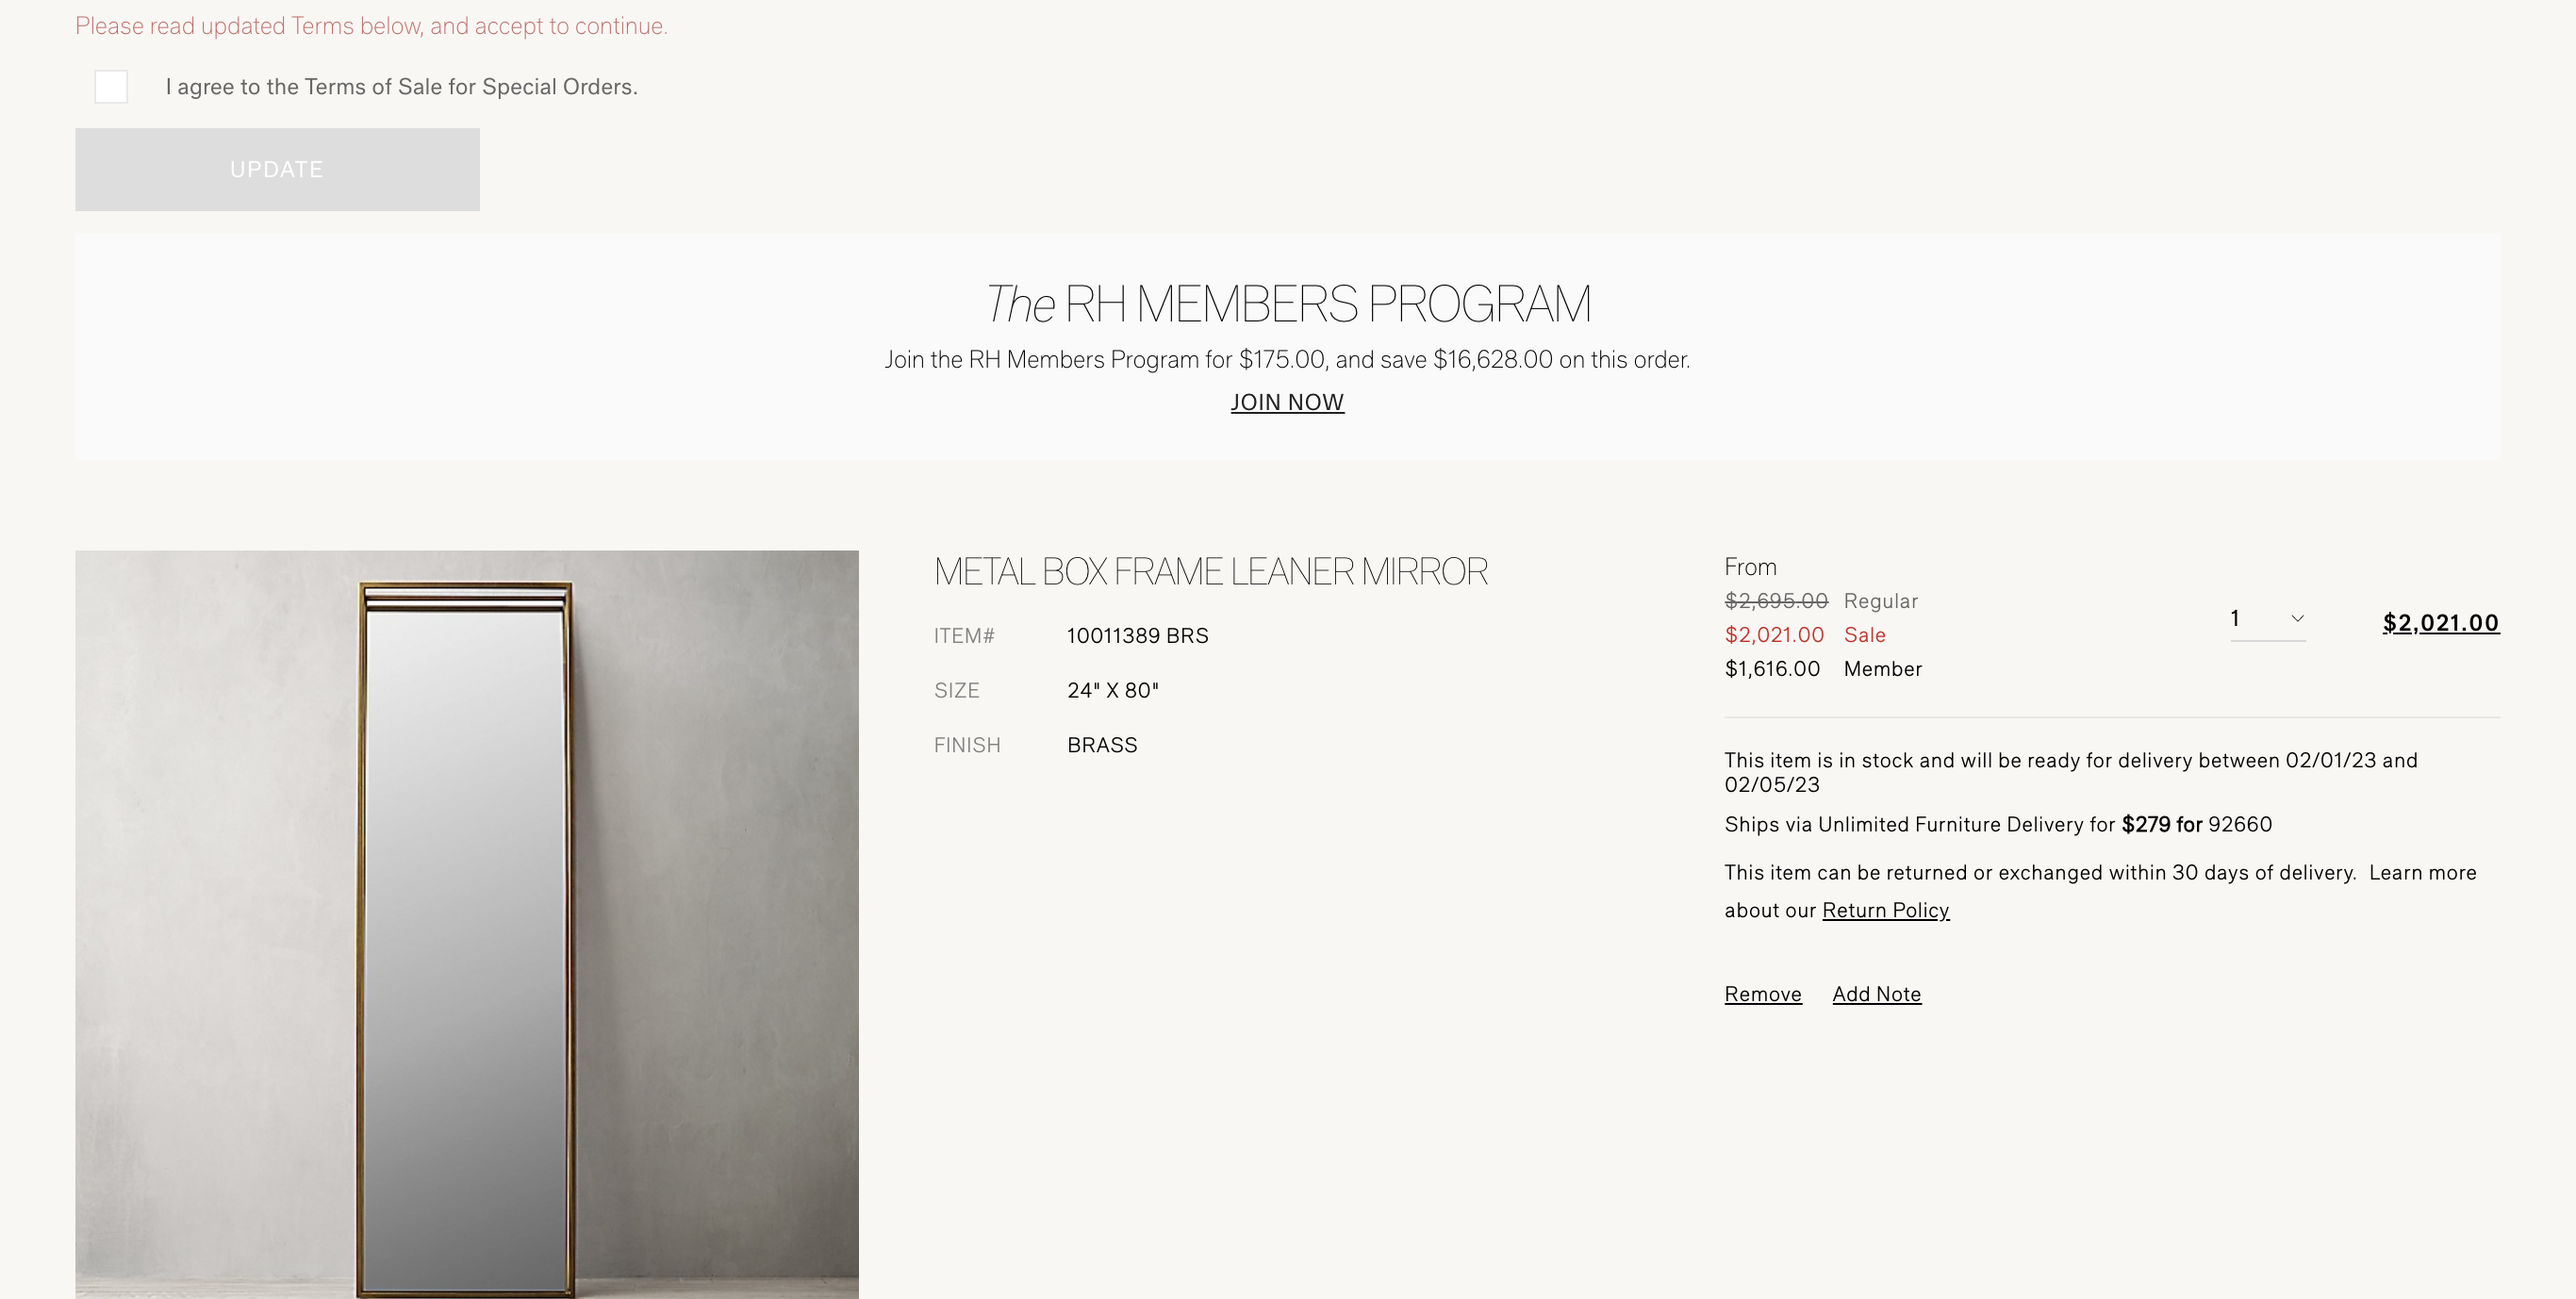 Please read updated Terms below, and accept to continue.
I agree to the Terms of Sale for Special Orders.
UPDATE
The RH MEMBERS PROGRAM
Join the RH Members Program for $175.00, and save $16,628.00 on this order.
JOIN NOW
METAL BOX FRAME LEANER MIRROR
ITEM# 10011389 BRS
SIZE 24" X 80"
FINISH BRASS
From
$2,695.00 Regular
$2,021.00 Sale
$1,616.00 Member
1
$2,021.00
This item is in stock and will be ready for delivery between 02/01/23 and
02/05/23
Ships via Unlimited Furniture Delivery for $279 for 92660
This item can be returned or exchanged within 30 days of delivery. Learn more
about our Return Policy
Remove Add Note